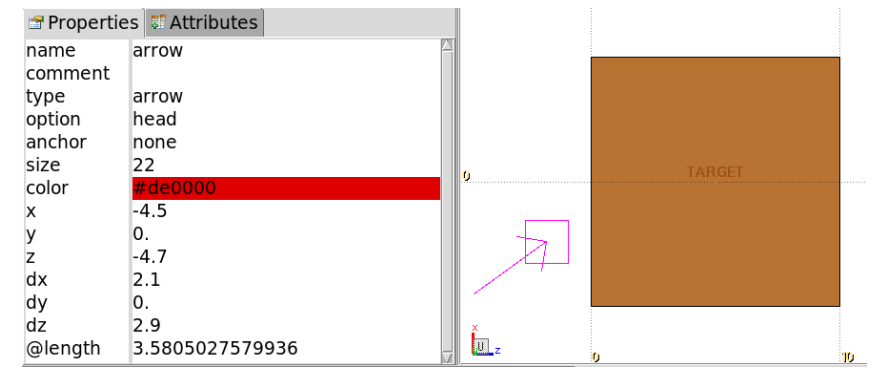 Properties Attributes
name arrow
comment
type arrow
option head
anchor none
size 22
color #de0000
x -4.5
y 0.
z -4.7
dx 2.1
dy 0.
dz 2.9
@length 3.5805027579936
0
TARGET
x
U z
0 10